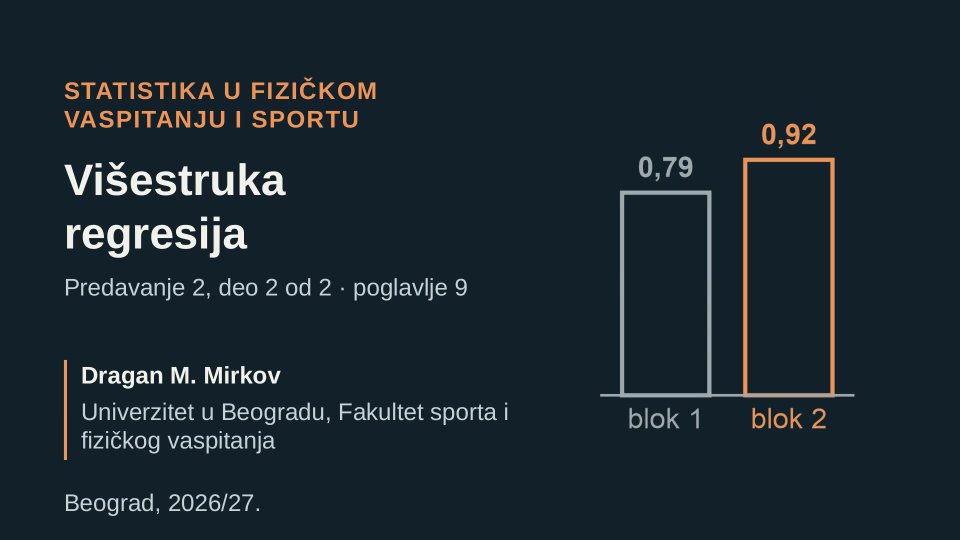 STATISTIKA U FIZIČKOM
VASPITANJU I SPORTU
Višestruka
regresija
Predavanje 2, deo 2 od 2 · poglavlje 9
Dragan M. Mirkov
Univerzitet u Beogradu, Fakultet sporta i
fizičkog vaspitanja
Beograd, 2026/27.
0,79
0,92
blok 1
blok 2